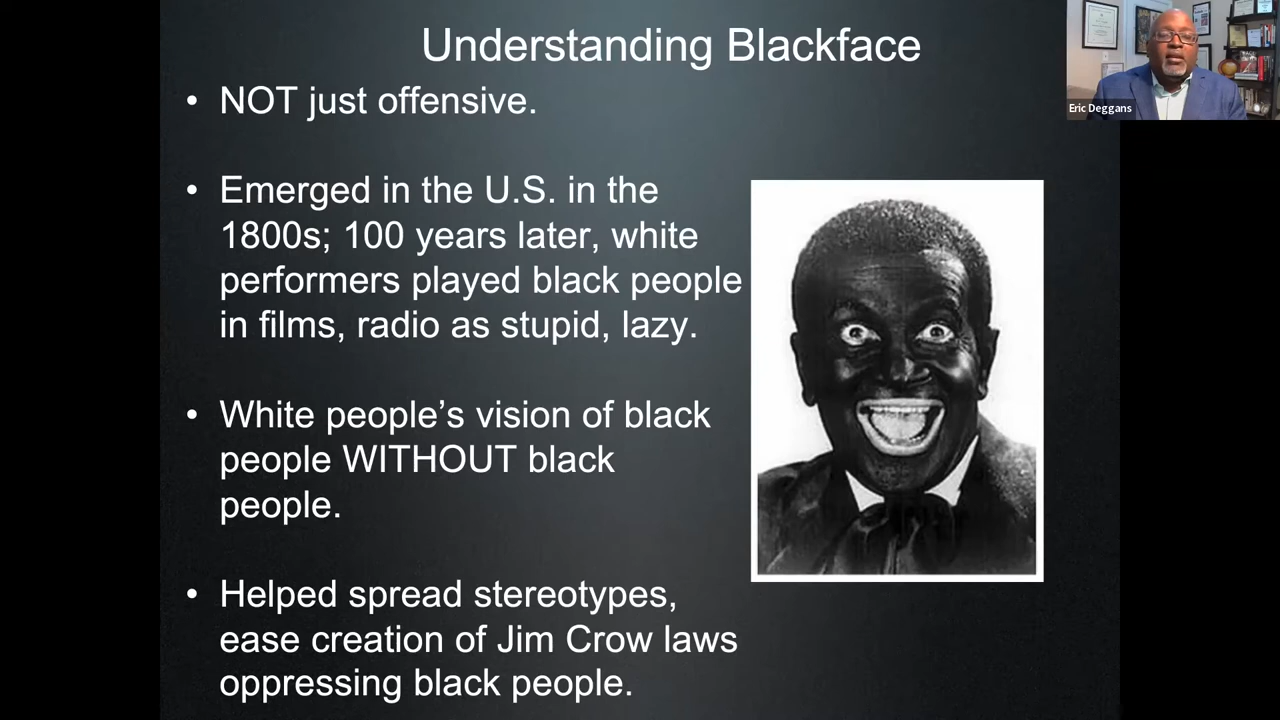 Understanding Blackface
• NOT just offensive.
• Emerged in the U.S. in the
1800s; 100 years later, white
performers played black people
in films, radio as stupid, lazy.
• White people’s vision of black
people WITHOUT black
people.
• Helped spread stereotypes,
ease creation of Jim Crow laws
oppressing black people.
Eric Deggans